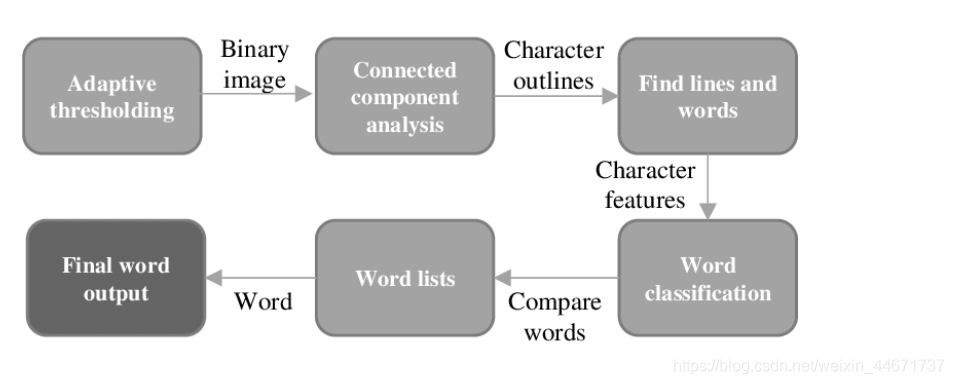 Adaptive
thresholding
Binary
image
Connected
component
analysis
Character
outlines
Find lines and
words
Character
features
Word
classification
Compare
words
Word lists
Word
Final word
output
https://blog.csdn.net/weixin_44671737